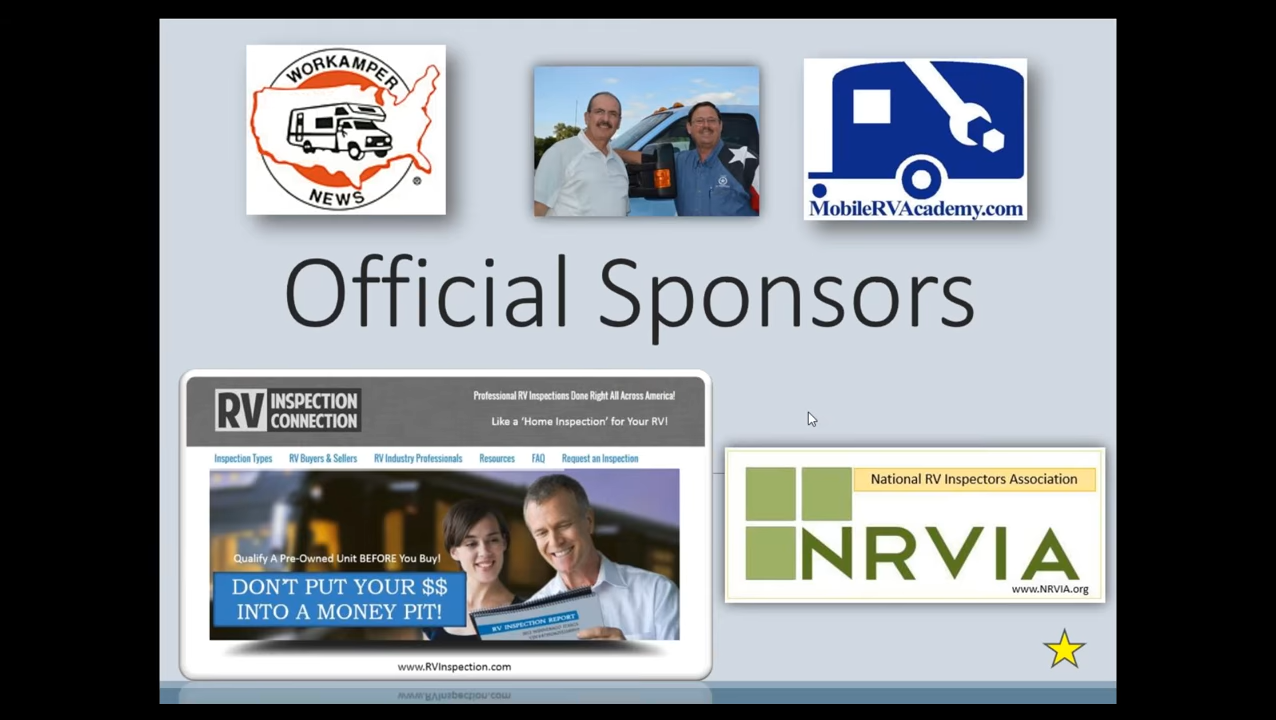 WORKAMPER
NEWS
®
MobileRVAcademy.com
Official Sponsors
RV INSPECTION
CONNECTION
Professional RV Inspections Done Right All Across America!
Like a 'Home Inspection' for Your RV!
Inspection Types RV Buyers & Sellers RV Industry Professionals Resources FAQ Request an Inspection
Qualify A Pre-Owned Unit BEFORE You Buy!
DON'T PUT YOUR $$
INTO A MONEY PIT!
RV INSPECTION REPORT
www.RVInspection.com
National RV Inspectors Association
NRVIA
www.NRVIA.org